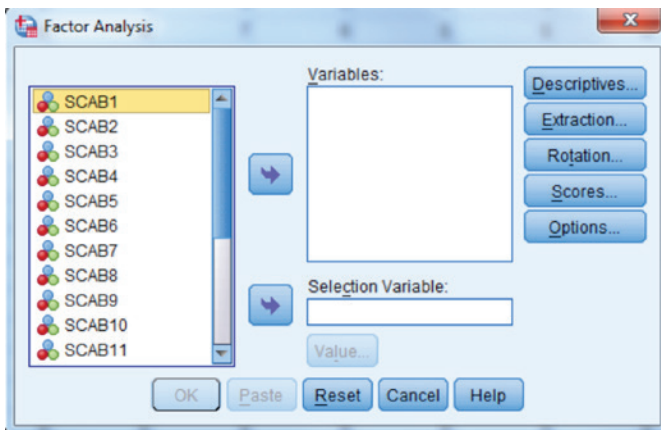 Factor Analysis
Variables:
SCAB1
SCAB2
SCAB3
SCAB4
SCAB5
SCAB6
SCAB7
SCAB8
SCAB9
SCAB10
SCAB11
Descriptives...
Extraction...
Rotation...
Scores...
Options...
Selection Variable:
Value...
OK Paste Reset Cancel Help